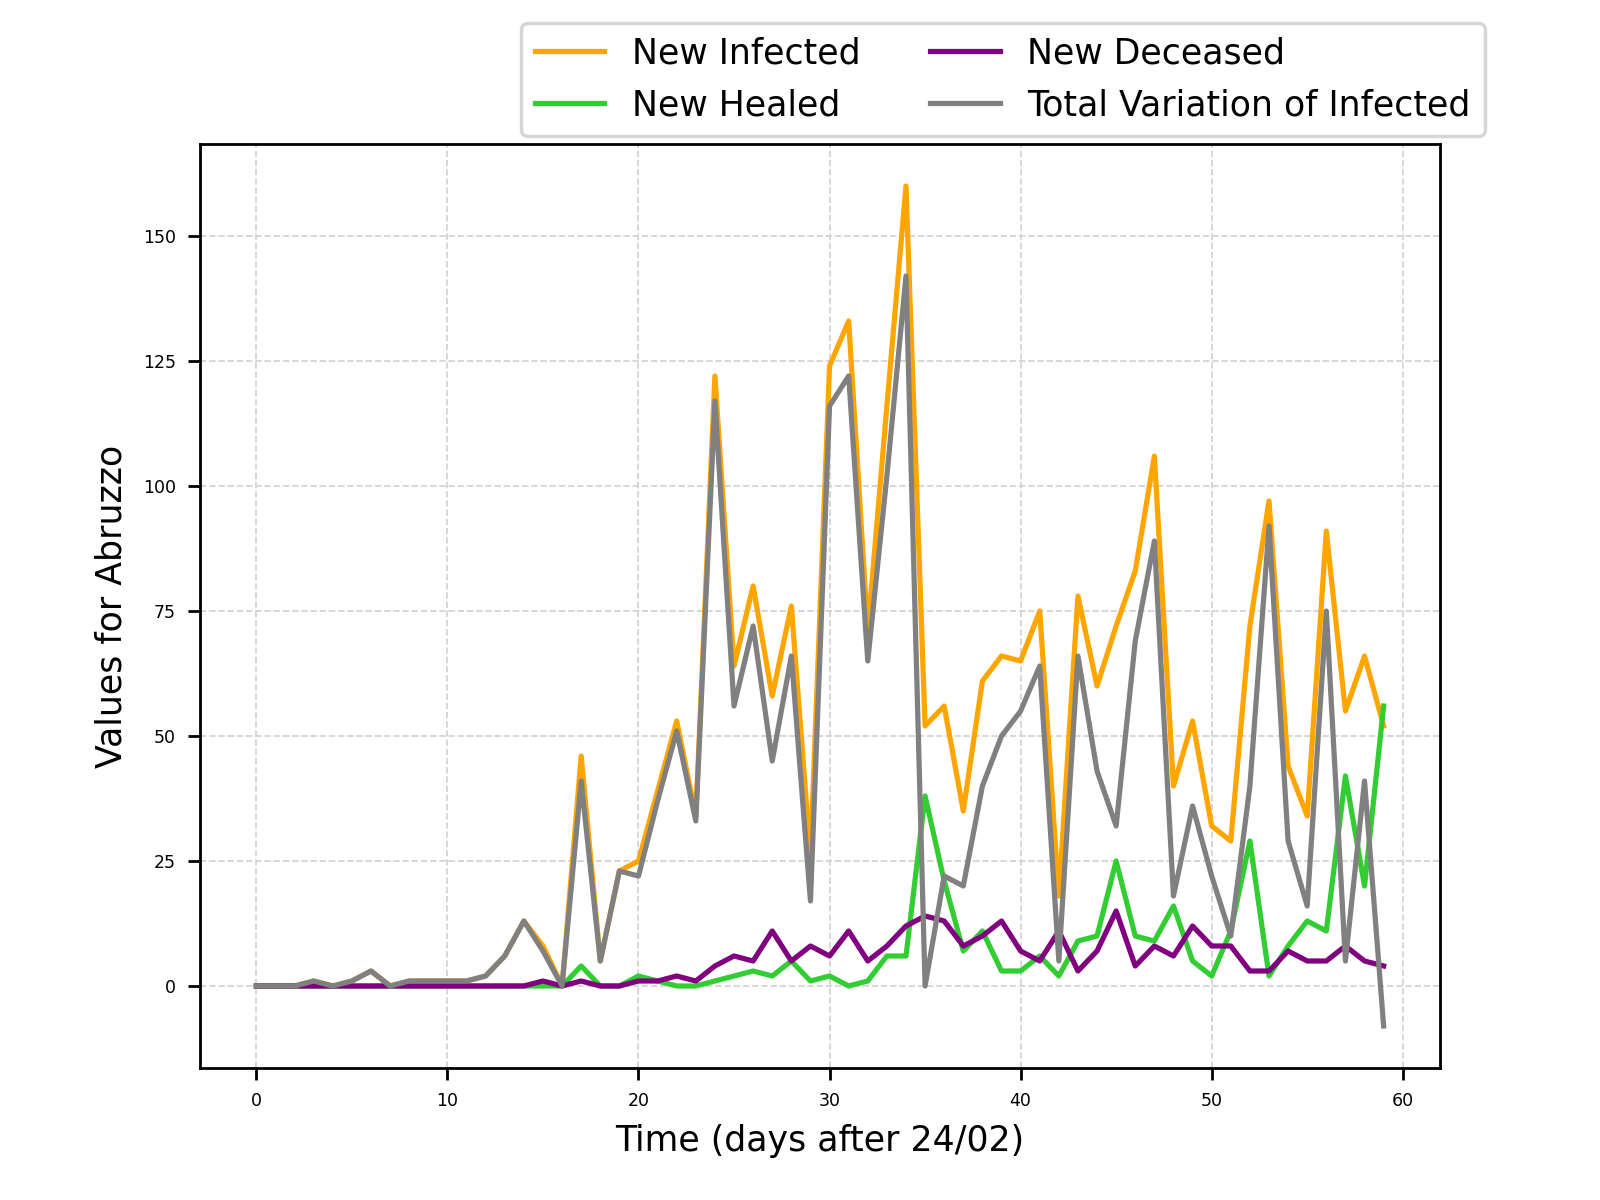 New Infected
New Healed
New Deceased
Total Variation of Infected
Values for Abruzzo
150
125
100
75
50
25
0
0 10 20 30 40 50 60
Time (days after 24/02)